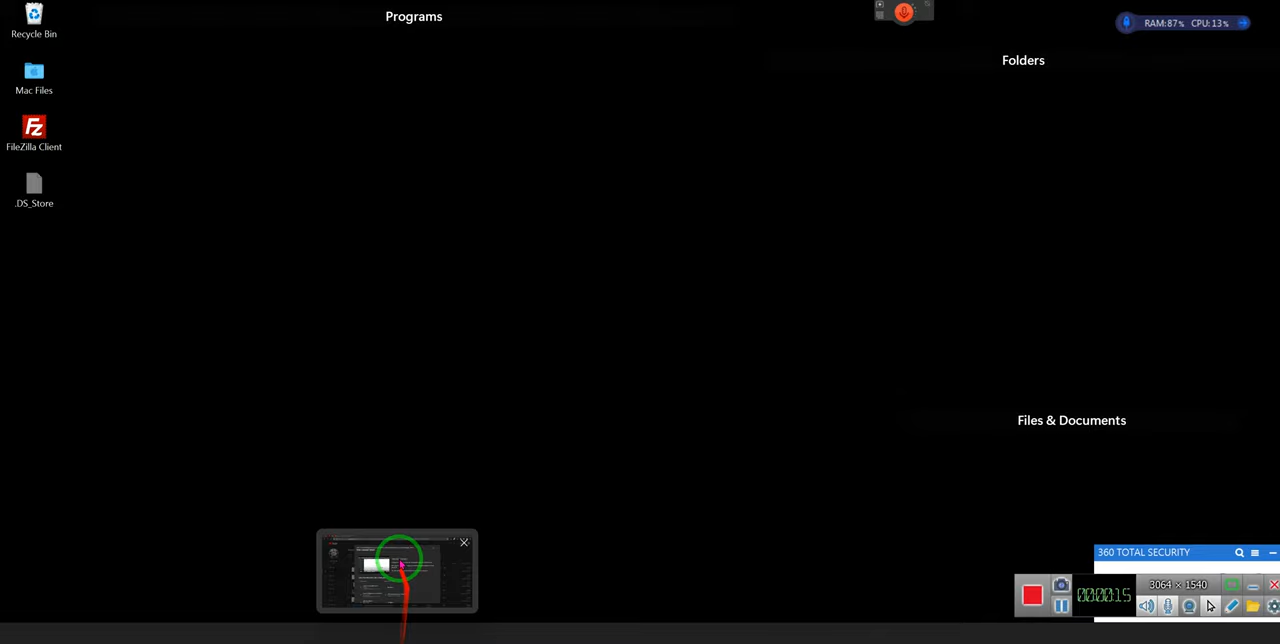 Programs
RAM:87% CPU:13%
Recycle Bin
Folders
Mac Files
FileZilla Client
.DS_Store
Files & Documents
360 TOTAL SECURITY
3064 × 1540
00:00:15